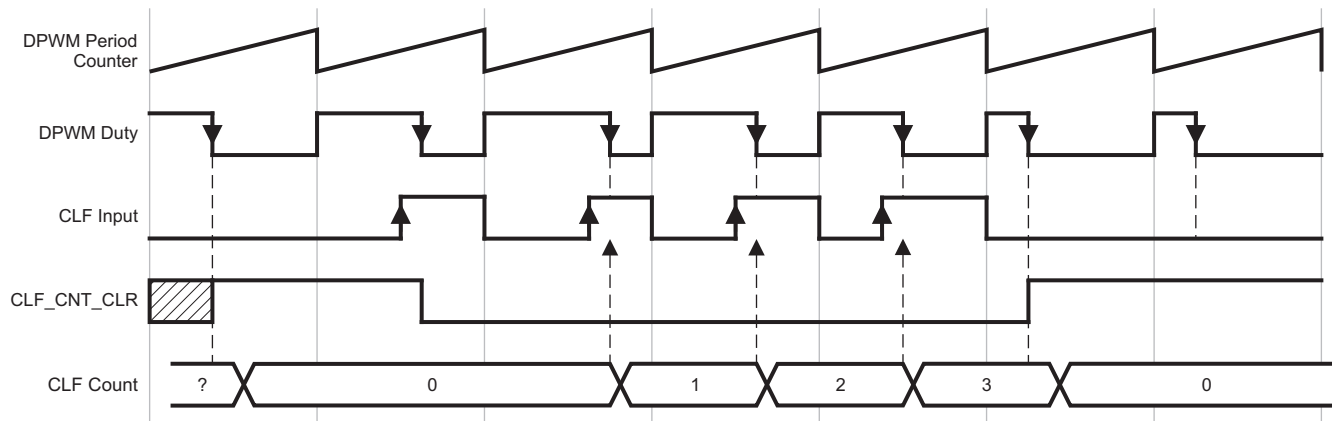 DPWM Period
Counter
DPWM Duty
CLF Input
CLF_CNT_CLR
CLF Count
?
0
1
2
3
0